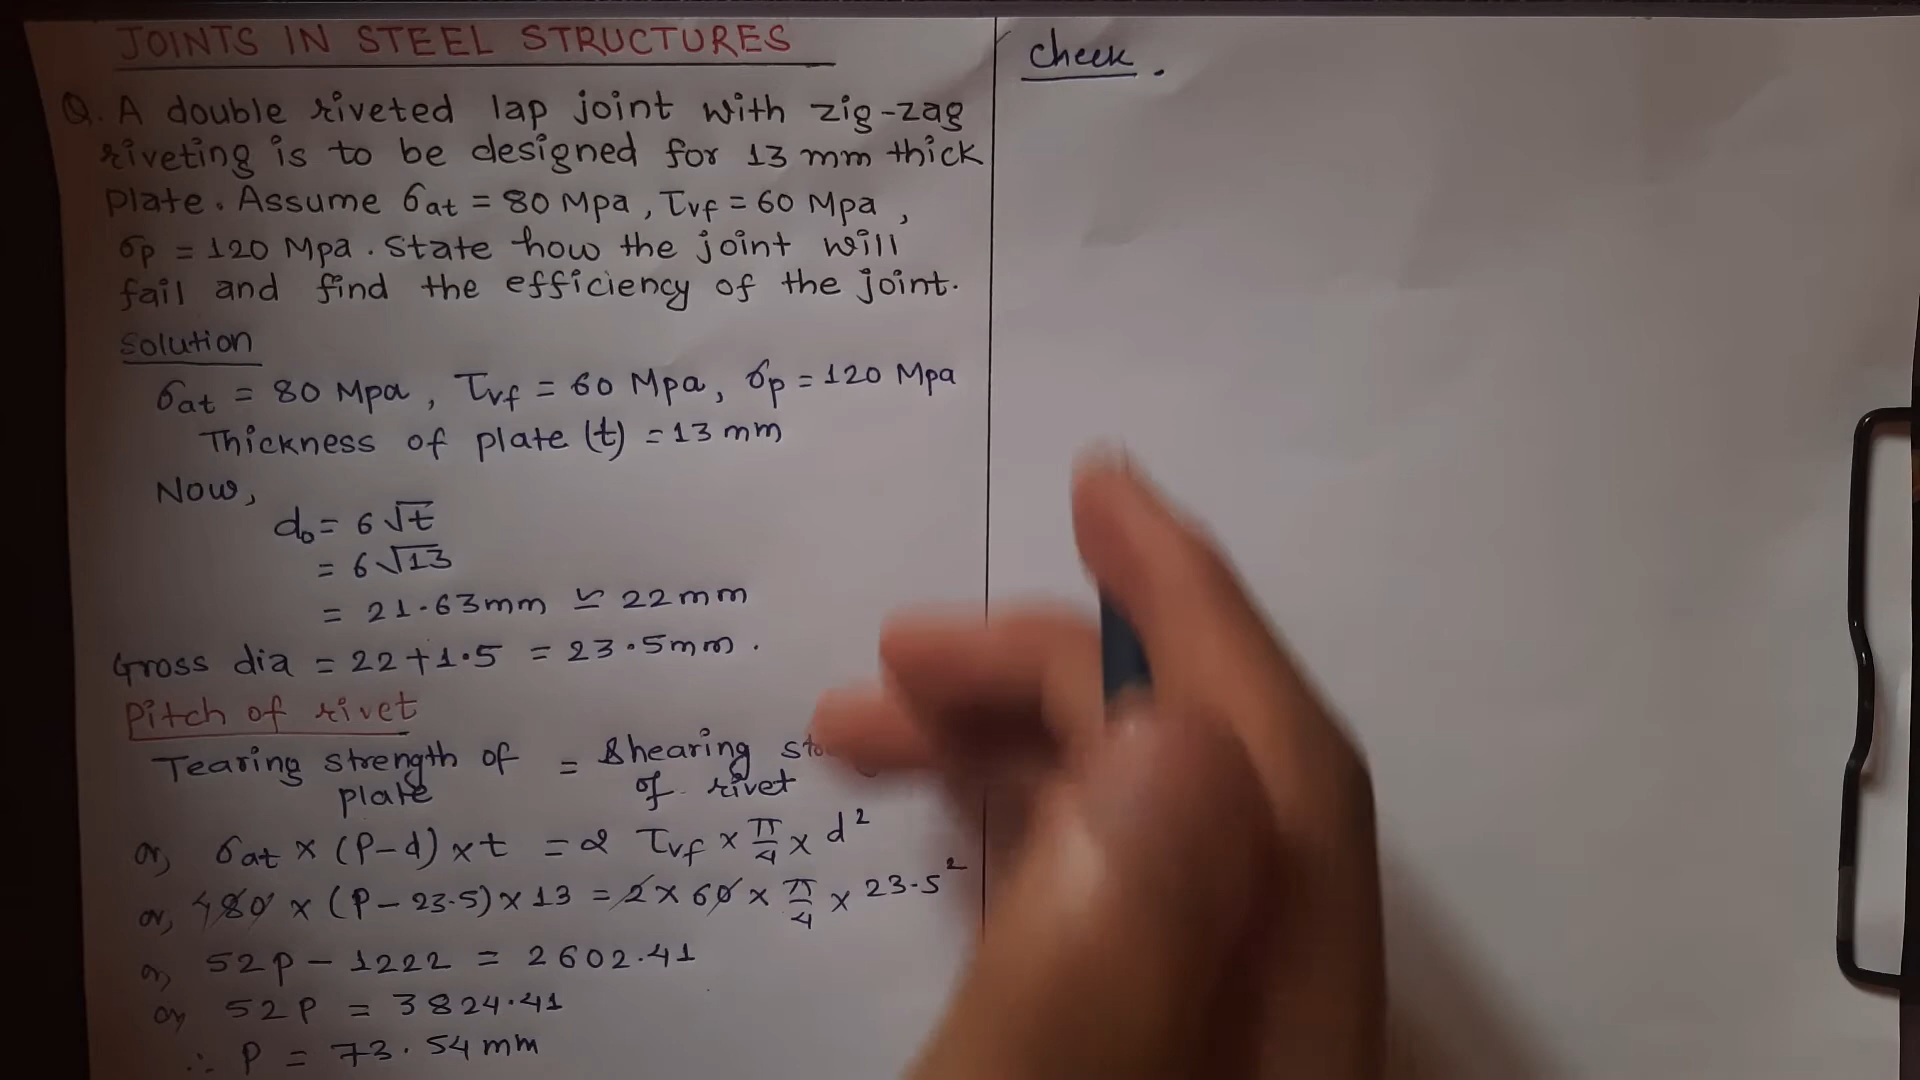 JOINTS IN STEEL STRUCTURES
Q. A double riveted lap joint with zig-zag
riveting is to be designed for 13 mm thick
plate. Assume σat = 80 Mpa, τvf = 60 Mpa,
σp = 120 Mpa. State how the joint will
fail and find the efficiency of the joint.
Solution
σat = 80 Mpa, τvf = 60 Mpa, σp = 120 Mpa
Thickness of plate (t) = 13 mm
Now,
do = 6√t
= 6√13
= 21.63mm ≃ 22mm
Gross dia = 22+1.5 = 23.5mm.
Pitch of rivet
Tearing strength of = Shearing
plate of rivet
or, σat × (P-d) × t = 2 τvf × π/4 × d²
or, 480 × (P-23.5) × 13 = 2 × 60 × π/4 × 23.5²
or, 52p - 1222 = 2602.41
or, 52p = 3824.41
∴ P = 73.54mm
Check.